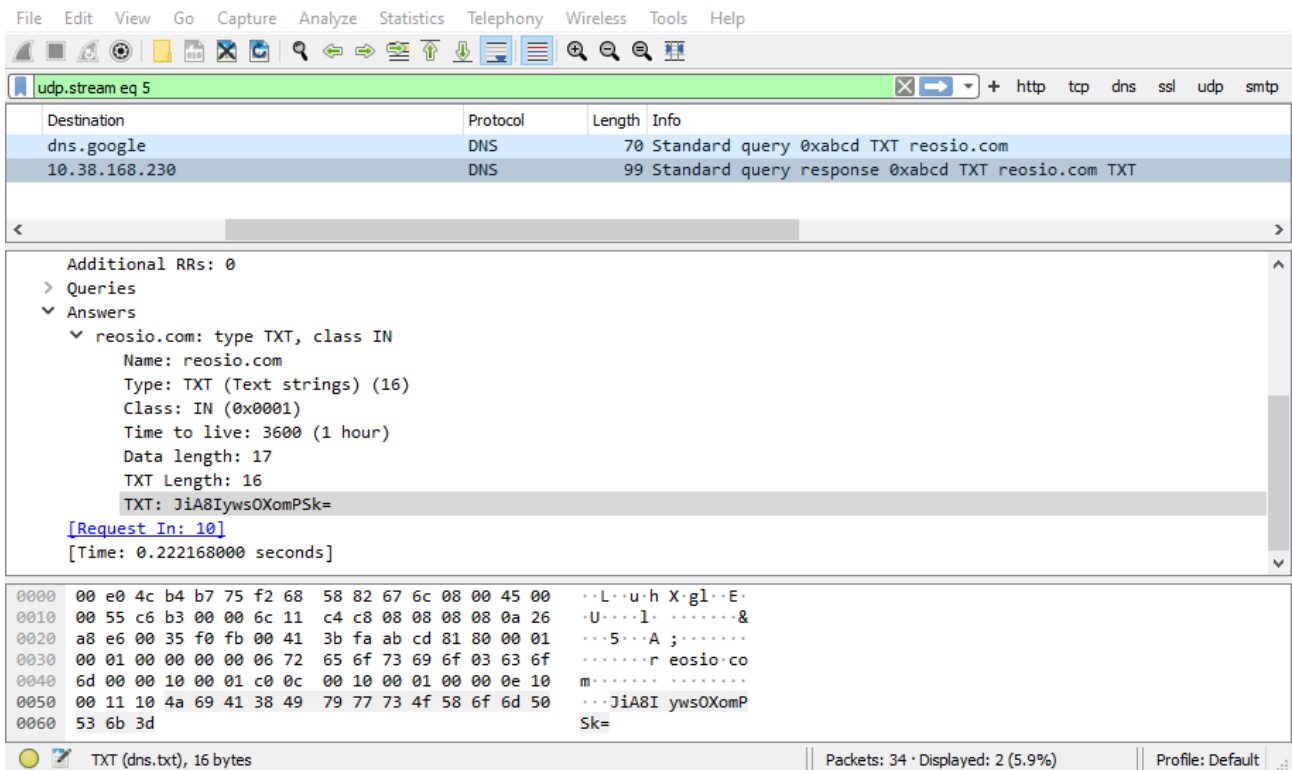 File Edit View Go Capture Analyze Statistics Telephony Wireless Tools Help
udp.stream eq 5 + http tcp dns ssl udp smtp
Destination Protocol Length Info
dns.google DNS 70 Standard query 0xabcd TXT reosio.com
10.38.168.230 DNS 99 Standard query response 0xabcd TXT reosio.com TXT
Additional RRs: 0
> Queries
Answers
reosio.com: type TXT, class IN
Name: reosio.com
Type: TXT (Text strings) (16)
Class: IN (0x0001)
Time to live: 3600 (1 hour)
Data length: 17
TXT Length: 16
TXT: JiA8IywsOXomPSk=
[Request In: 10]
[Time: 0.222168000 seconds]
0000 00 e0 4c b4 b7 75 f2 68 58 82 67 6c 08 00 45 00 ··L··u·h X·gl··E·
0010 00 55 c6 b3 00 00 6c 11 c4 c8 08 08 08 08 0a 26 ·U····l· ·······&
0020 a8 e6 00 35 f0 fb 00 41 3b fa ab cd 81 80 00 01 ···5···A ;·······
0030 00 01 00 00 00 00 06 72 65 6f 73 69 6f 03 63 6f ·······r eosio·co
0040 6d 00 00 10 00 01 c0 0c 00 10 00 01 00 00 0e 10 m······· ········
0050 00 11 10 4a 69 41 38 49 79 77 73 4f 58 6f 6d 50 ···JiA8I ywsOXomP
0060 53 6b 3d Sk=
TXT (dns.txt), 16 bytes Packets: 34 · Displayed: 2 (5.9%) Profile: Default